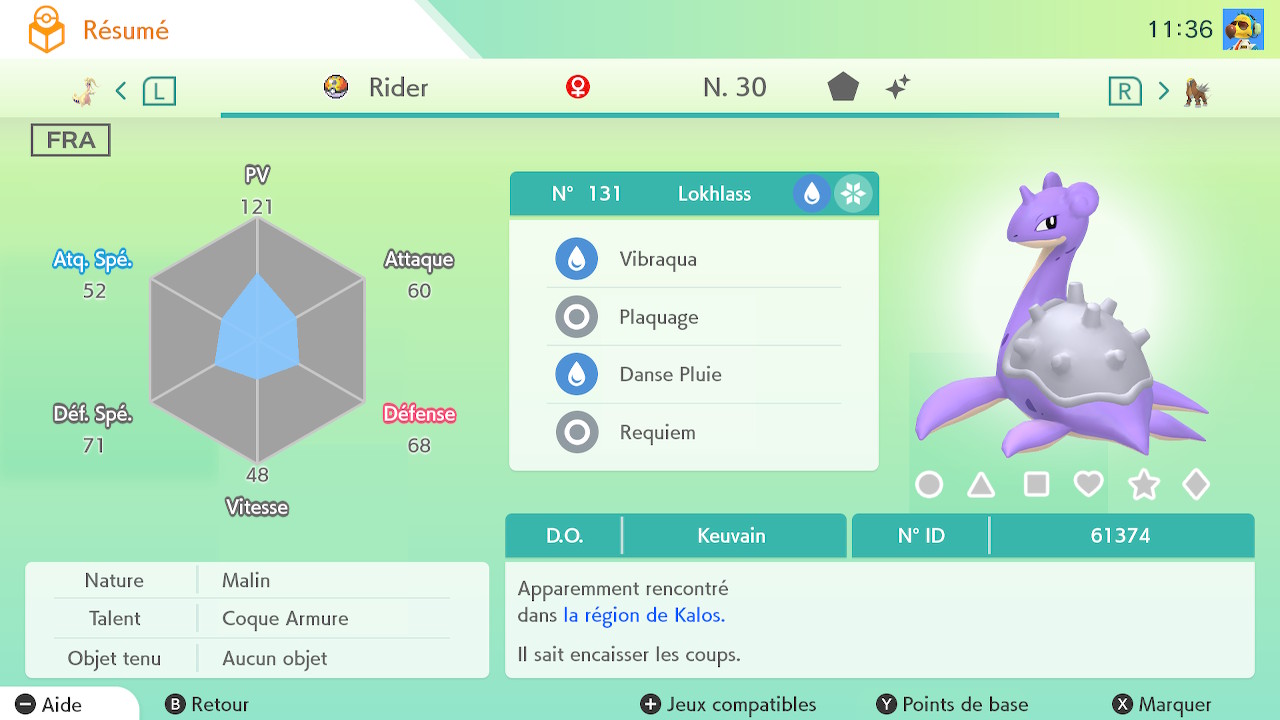 Résumé
11:36
L
Rider
N. 30
R
FRA
PV
121
Atq. Spé.
52
Attaque
60
Déf. Spé.
71
Défense
68
48
Vitesse
N° 131 Lokhlass
Vibraqua
Plaquage
Danse Pluie
Requiem
D.O. Keuvain
N° ID 61374
Nature Malin
Talent Coque Armure
Objet tenu Aucun objet
Apparemment rencontré
dans la région de Kalos.
Il sait encaisser les coups.
Aide
B Retour
Jeux compatibles
Y Points de base
X Marquer